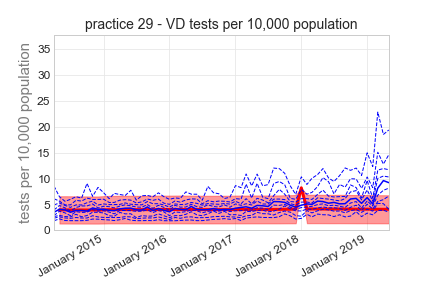 practice 29 - VD tests per 10,000 population
tests per 10,000 population
35
30
25
20
15
10
5
0
January 2015
January 2016
January 2017
January 2018
January 2019